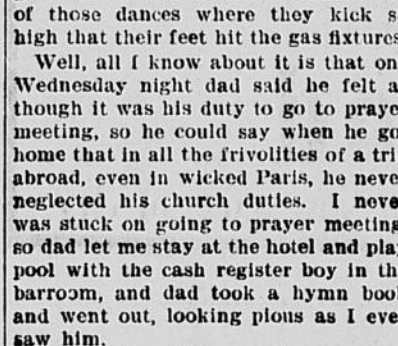 of those dances where they kick s
high that their feet hit the gas fixtures
Well, all I know about it is that on
Wednesday night dad said he felt a
though it was his duty to go to praye
meeting, so he could say when he go
home that in all the frivolities of a tri
abroad, even in wicked Paris, he neve
neglected his church duties. I neve
was stuck on going to prayer meeting
so dad let me stay at the hotel and play
pool with the cash register boy in th
barroom, and dad took a hymn boo
and went out, looking pious as I eve
saw him.